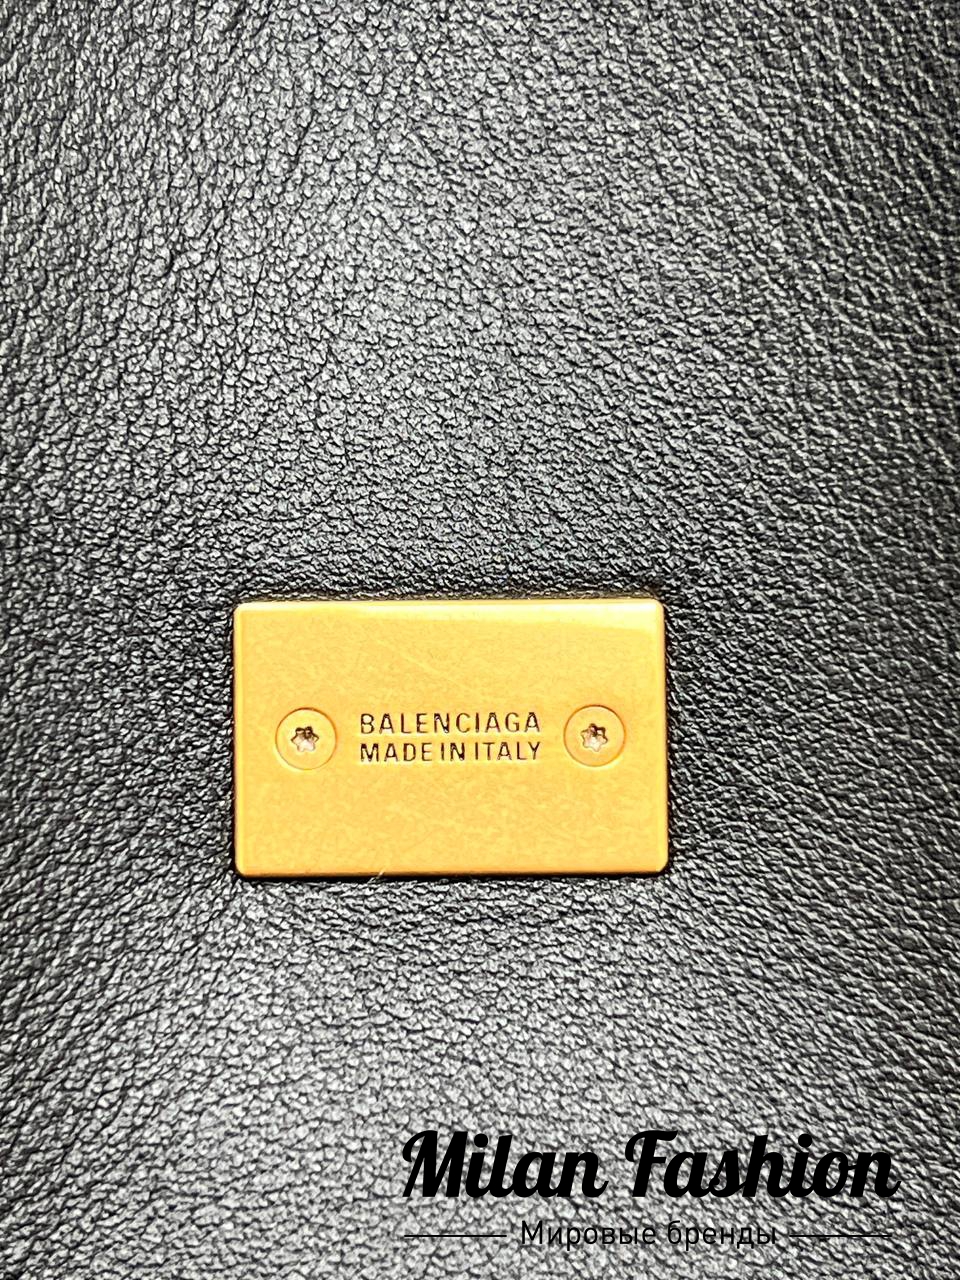 BALENCIAGA
MADE IN ITALY
Milan Fashion
Мировые бренды